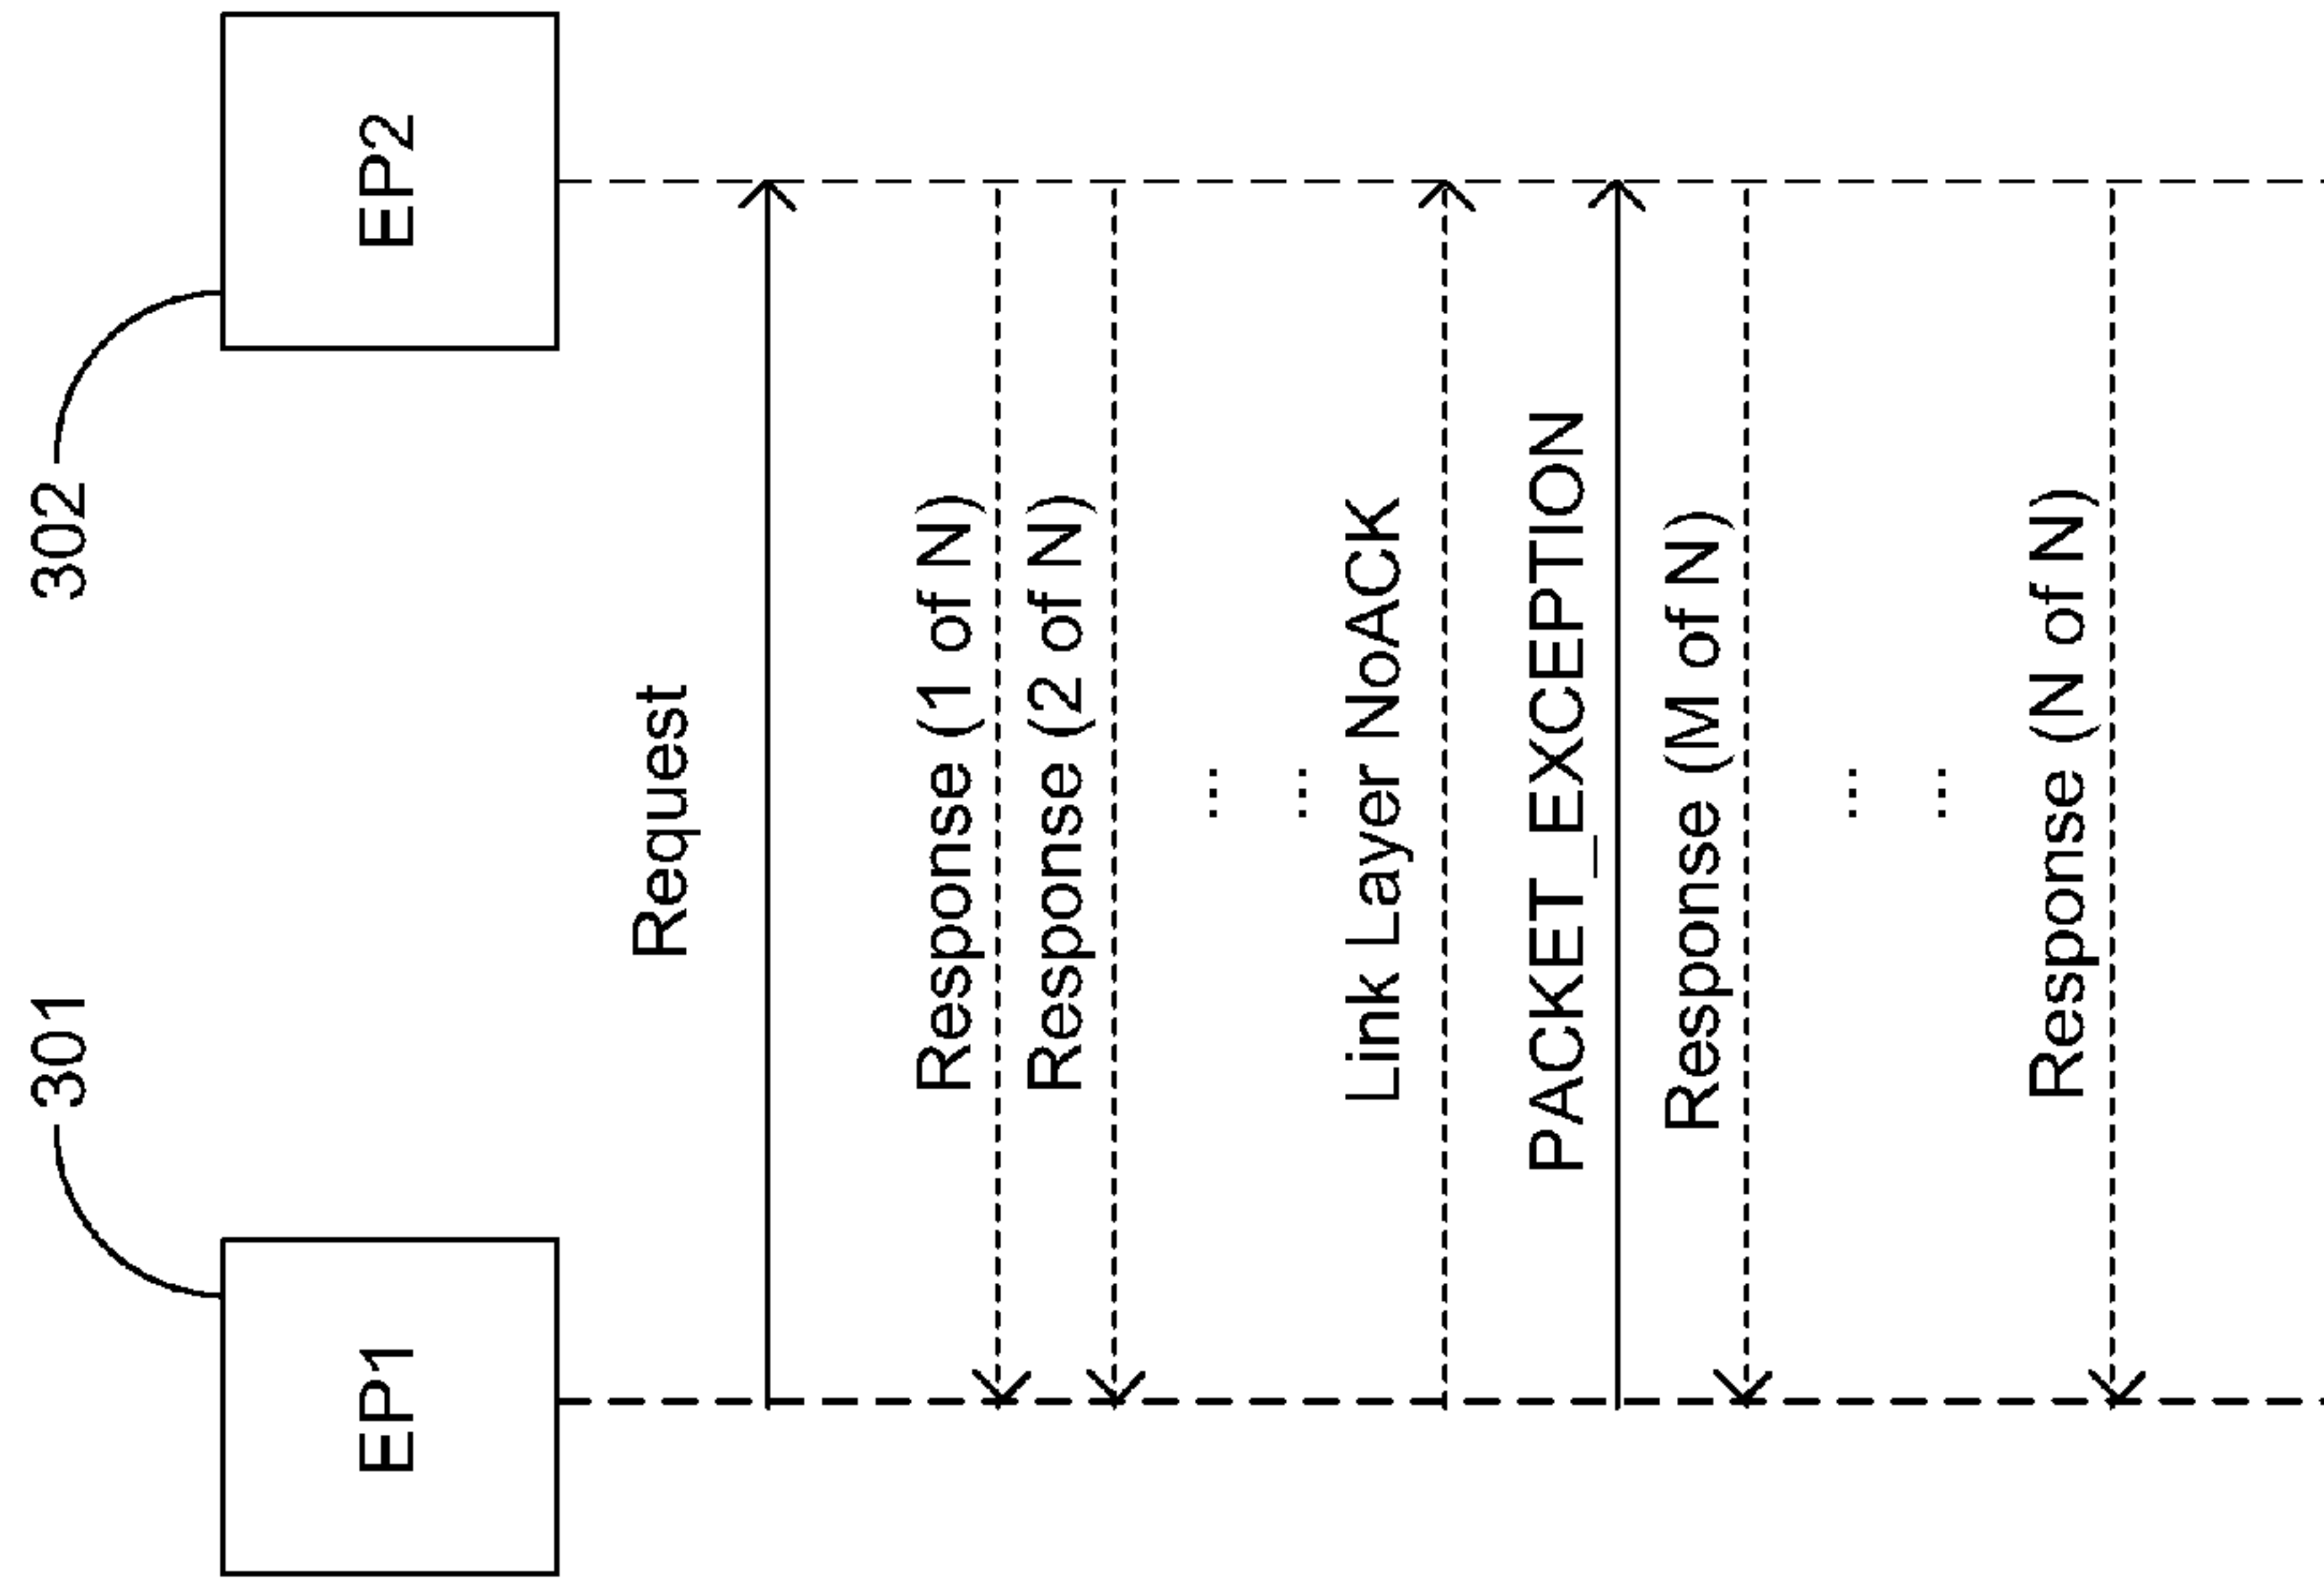 301
302
EP1
EP2
Request
Response (1 of N)
Response (2 of N)
...
...
Link Layer NoACK
PACKET_EXCEPTION
Response (M of N)
...
...
Response (N of N)